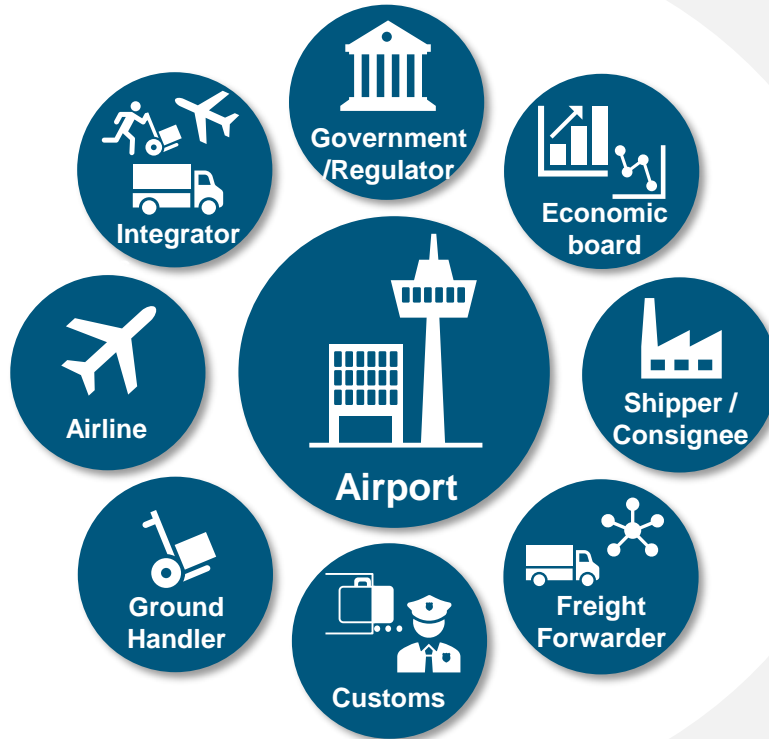 Government
/Regulator
Economic
board
Shipper /
Consignee
Freight
Forwarder
Customs
Ground
Handler
Airline
Integrator
Airport